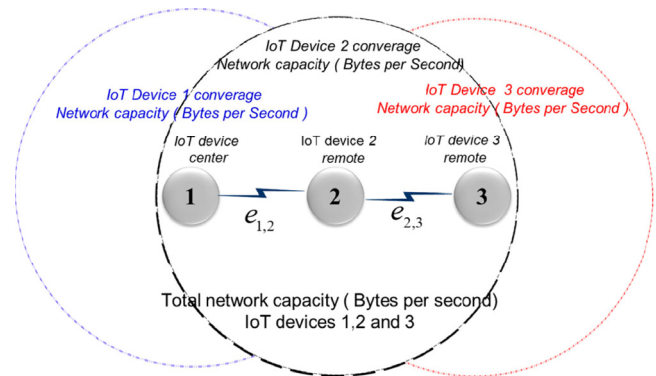 IoT Device 2 converage
Network capacity ( Bytes per Second)
IoT Device 1 converage
Network capacity ( Bytes per Second )
IoT Device 3 converage
Network capacity ( Bytes per Second )
IoT device
center
IoT device 2
remote
IoT device 3
remote
1
2
3
e1,2
e2,3
Total network capacity ( Bytes per second)
IoT devices 1,2 and 3